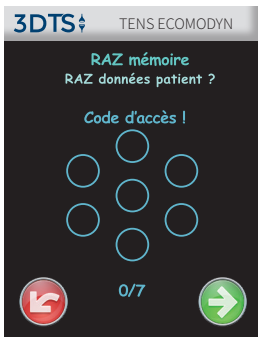 3DTS TENS ECOMODYN
RAZ mémoire
RAZ données patient ?
Code d'accès !
0/7